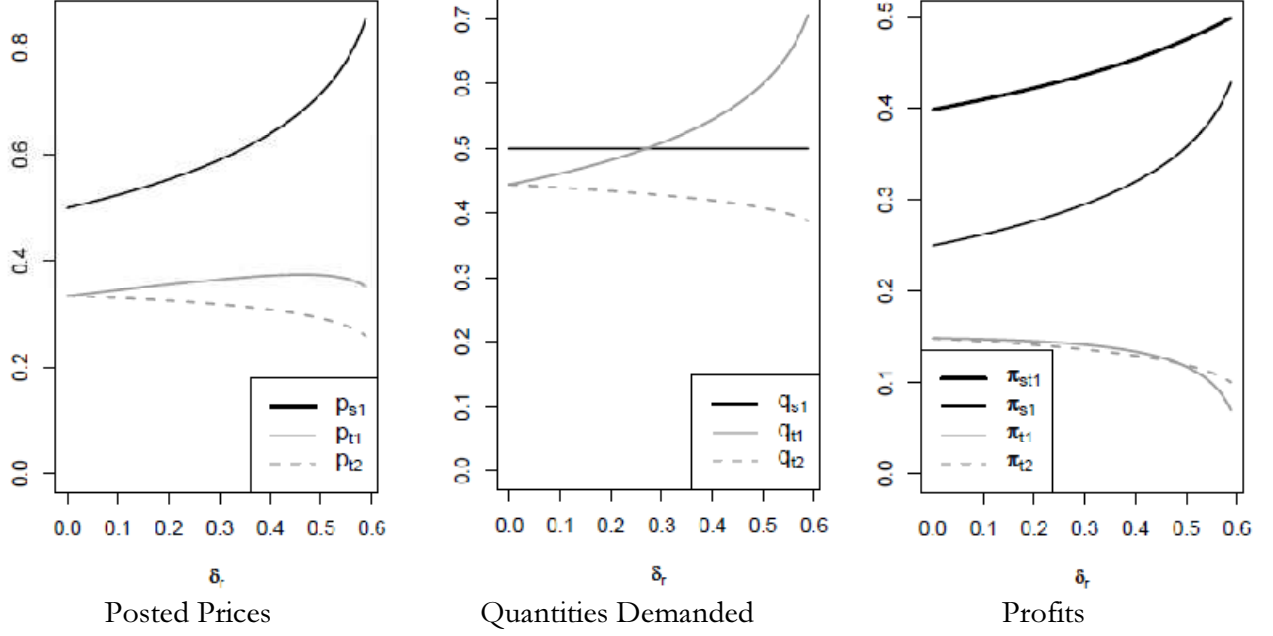 0.8
0.6
0.4
0.2
0.0
p_s1
p_t1
p_t2
0.0 0.1 0.2 0.3 0.4 0.5 0.6
δ_r
Posted Prices
0.7
0.6
0.5
0.4
0.3
0.2
0.1
0.0
q_s1
q_t1
q_t2
0.0 0.1 0.2 0.3 0.4 0.5 0.6
δ_r
Quantities Demanded
0.5
0.4
0.3
0.2
0.1
0.0
π_st1
π_s1
π_t1
π_t2
0.0 0.1 0.2 0.3 0.4 0.5 0.6
δ_r
Profits